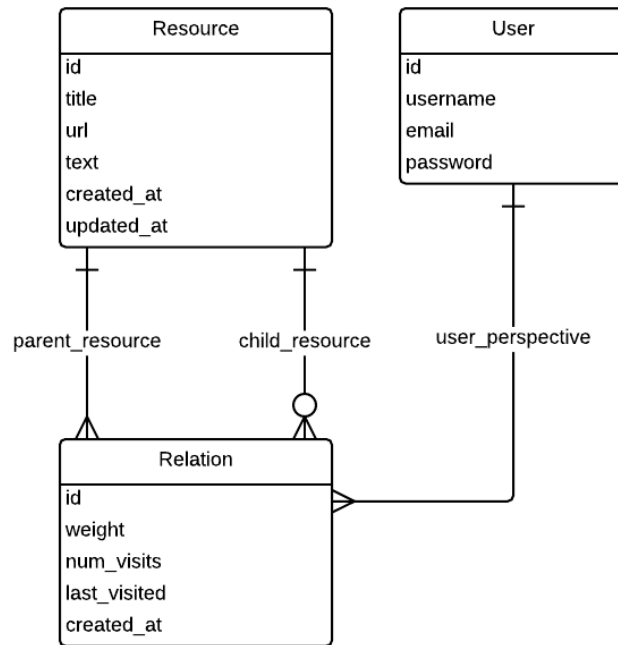 Resource
id
title
url
text
created_at
updated_at
User
id
username
email
password
parent_resource
child_resource
user_perspective
Relation
id
weight
num_visits
last_visited
created_at